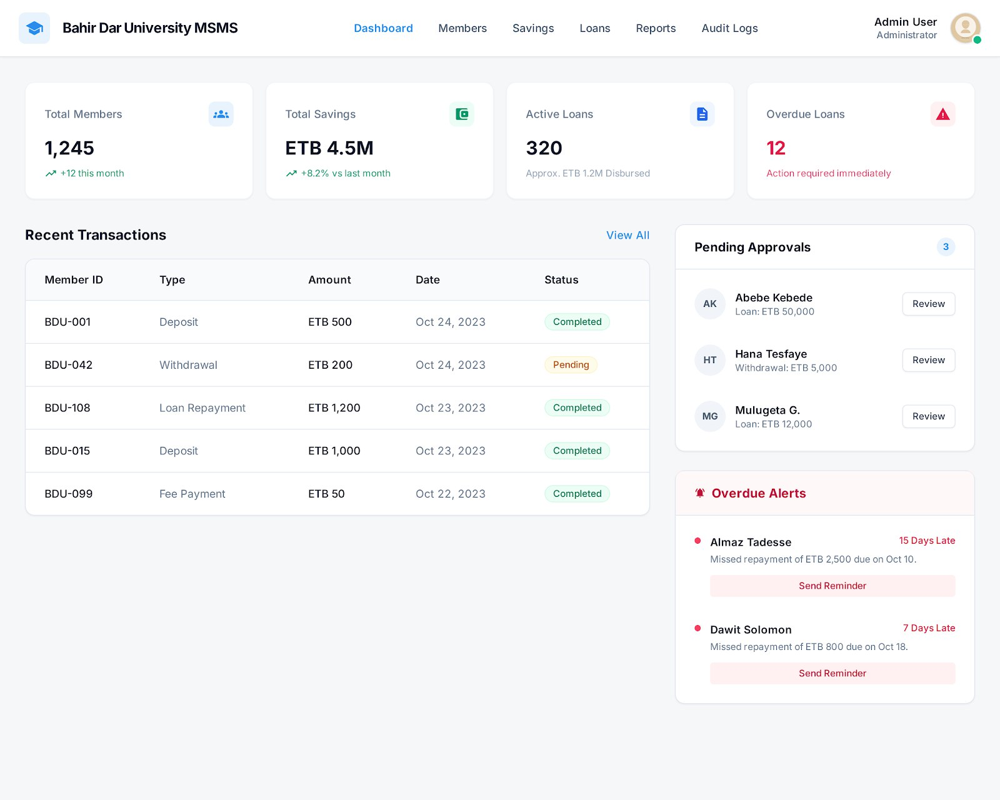 Bahir Dar University MSMS
Dashboard
Members
Savings
Loans
Reports
Audit Logs
Admin User
Administrator
Total Members
1,245
+12 this month
Total Savings
ETB 4.5M
+8.2% vs last month
Active Loans
320
Approx. ETB 1.2M Disbursed
Overdue Loans
12
Action required immediately
Recent Transactions
View All
Member ID Type Amount Date Status
BDU-001 Deposit ETB 500 Oct 24, 2023 Completed
BDU-042 Withdrawal ETB 200 Oct 24, 2023 Pending
BDU-108 Loan Repayment ETB 1,200 Oct 23, 2023 Completed
BDU-015 Deposit ETB 1,000 Oct 23, 2023 Completed
BDU-099 Fee Payment ETB 50 Oct 22, 2023 Completed
Pending Approvals
3
AK
Abebe Kebede
Loan: ETB 50,000
Review
HT
Hana Tesfaye
Withdrawal: ETB 5,000
Review
MG
Mulugeta G.
Loan: ETB 12,000
Review
Overdue Alerts
Almaz Tadesse
15 Days Late
Missed repayment of ETB 2,500 due on Oct 10.
Send Reminder
Dawit Solomon
7 Days Late
Missed repayment of ETB 800 due on Oct 18.
Send Reminder